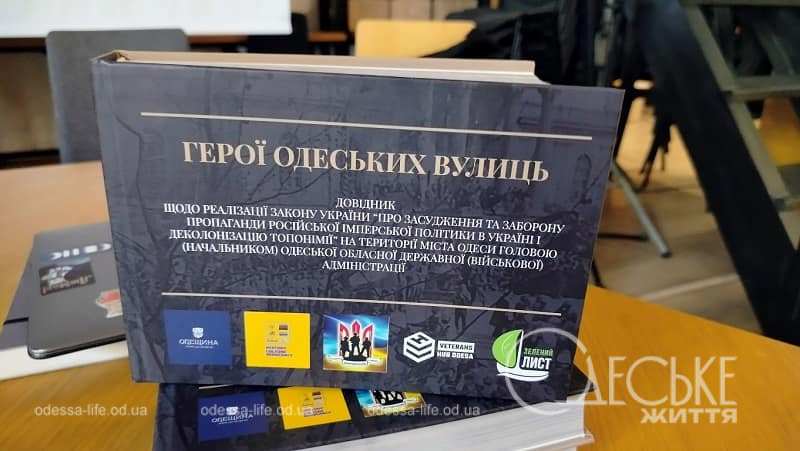 ГЕРОЇ ОДЕСЬКИХ ВУЛИЦЬ
ДОВІДНИК
ЩОДО РЕАЛІЗАЦІЇ ЗАКОНУ УКРАЇНИ "ПРО ЗАСУДЖЕННЯ ТА ЗАБОРОНУ
ПРОПАГАНДИ РОСІЙСЬКОЇ ІМПЕРСЬКОЇ ПОЛІТИКИ В УКРАЇНІ І
ДЕКОЛОНІЗАЦІЮ ТОПОНІМІЇ" НА ТЕРИТОРІЇ МІСТА ОДЕСИ ГОЛОВОЮ
(НАЧАЛЬНИКОМ) ОДЕСЬКОЇ ОБЛАСНОЇ ДЕРЖАВНОЇ (ВІЙСЬКОВОЇ)
АДМІНІСТРАЦІЇ
ОДЕЩИНА
VETERANS
HUB ODESA
ЗЕЛЕНИЙ
ЛИСТ
ОДЕСЬКЕ
ЖИТТЯ
odessa-life.od.ua
odessa-life.od.ua
odessa-life.od.ua
ОДЕЩИНА